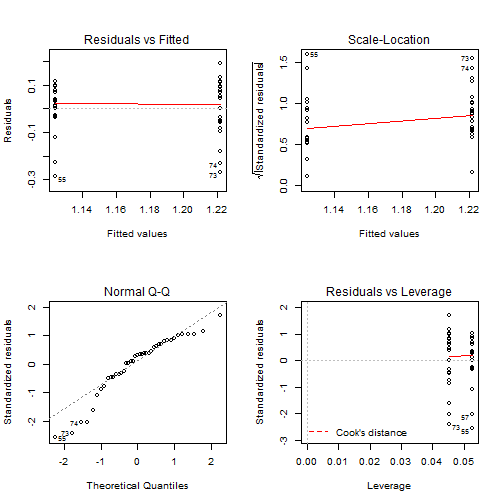 Residuals vs Fitted
Residuals
0.1
-0.1
-0.3
55
74
73
1.14 1.16 1.18 1.20 1.22
Fitted values
Scale-Location
√|Standardized residuals|
1.5
1.0
0.5
0.0
55
73
74
1.14 1.16 1.18 1.20 1.22
Fitted values
Normal Q-Q
Standardized residuals
2
1
0
-1
-2
74
73
55
-2 -1 0 1 2
Theoretical Quantiles
Residuals vs Leverage
Standardized residuals
2
1
0
-1
-2
-3
57
73
55
Cook's distance
0.00 0.01 0.02 0.03 0.04 0.05
Leverage